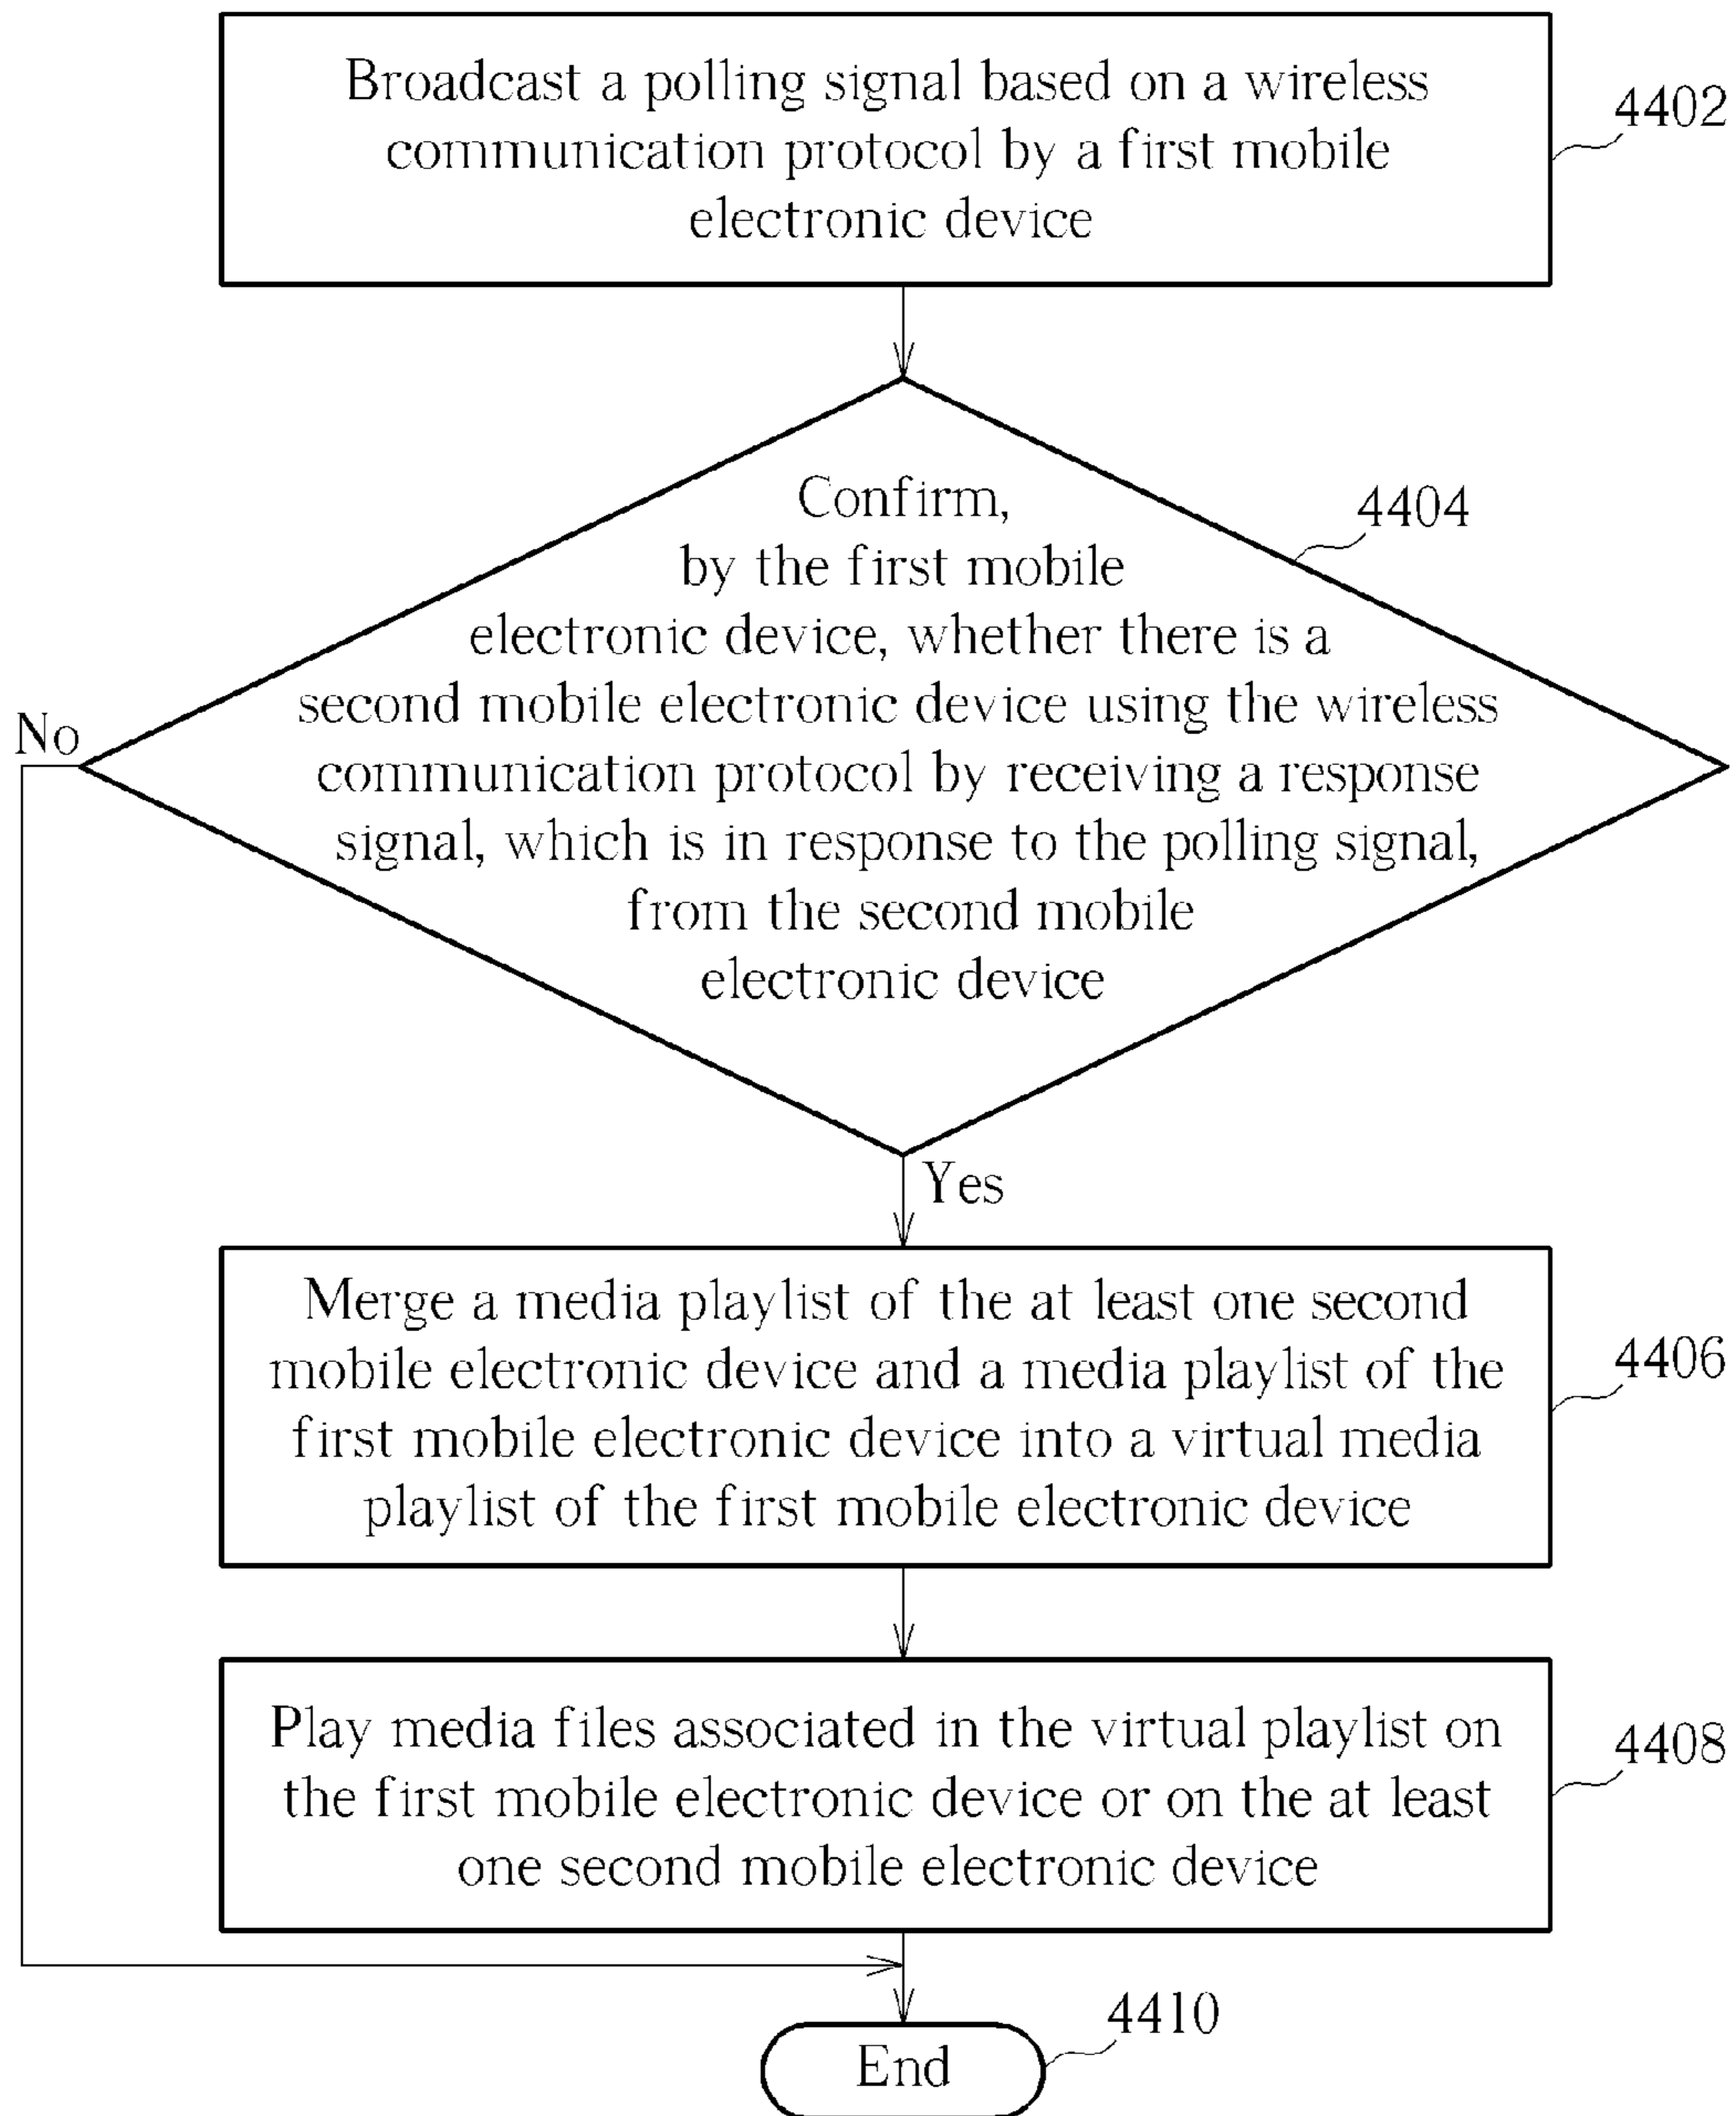 Broadcast a polling signal based on a wireless
communication protocol by a first mobile
electronic device
4402
Confirm,
by the first mobile
electronic device, whether there is a
second mobile electronic device using the wireless
communication protocol by receiving a response
signal, which is in response to the polling signal,
from the second mobile
electronic device
4404
No
Yes
Merge a media playlist of the at least one second
mobile electronic device and a media playlist of the
first mobile electronic device into a virtual media
playlist of the first mobile electronic device
4406
Play media files associated in the virtual playlist on
the first mobile electronic device or on the at least
one second mobile electronic device
4408
End
4410